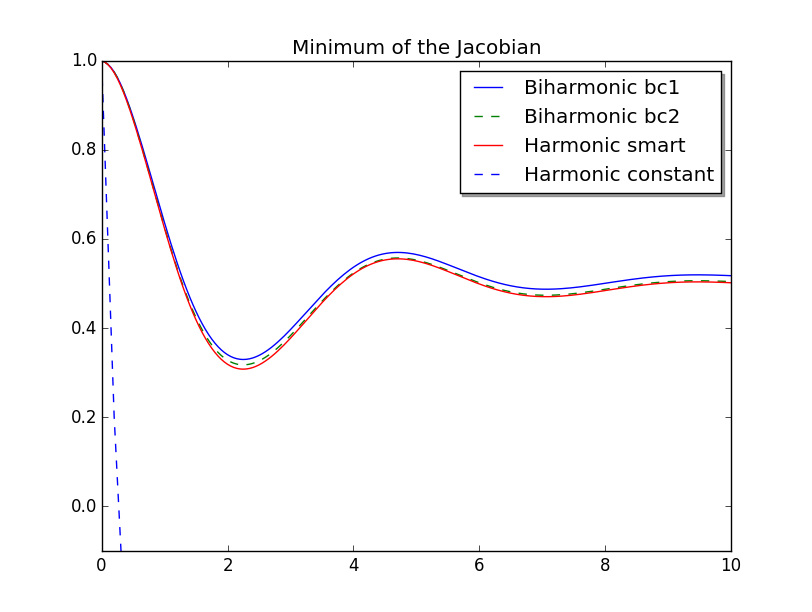 Minimum of the Jacobian
1.0
0.8
0.6
0.4
0.2
0.0
Biharmonic bc1
Biharmonic bc2
Harmonic smart
Harmonic constant
0 2 4 6 8 10